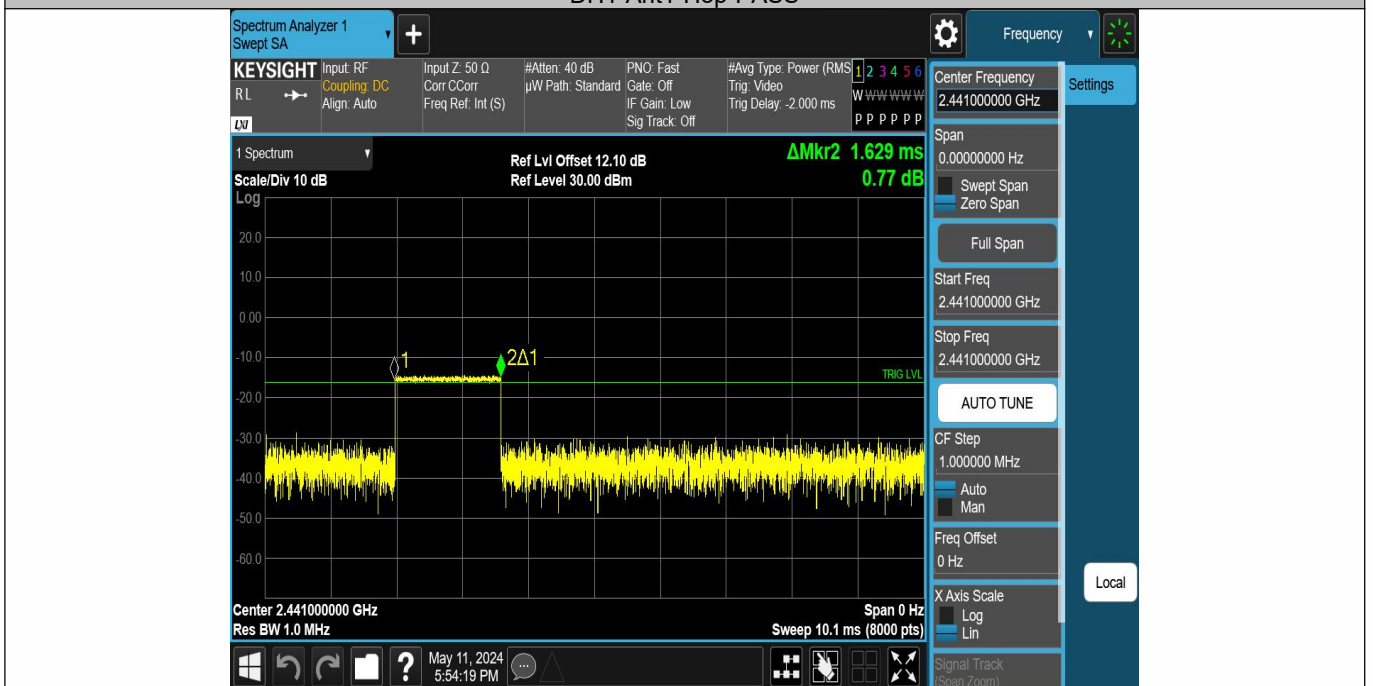 Spectrum Analyzer 1
Swept SA
Frequency
KEYSIGHT
R L
LXI
Input: RF
Coupling: DC
Align: Auto
Input Z: 50 Ω
Corr CCorr
Freq Ref: Int (S)
#Atten: 40 dB
µW Path: Standard
PNO: Fast
Gate: Off
IF Gain: Low
Sig Track: Off
#Avg Type: Power (RMS
Trig: Video
Trig Delay: -2.000 ms
1 2 3 4 5 6
W W W W W W
P P P P P P
1 Spectrum
Scale/Div 10 dB
Log
Ref Lvl Offset 12.10 dB
Ref Level 30.00 dBm
ΔMkr2 1.629 ms
0.77 dB
20.0
10.0
0.00
-10.0
-20.0
-30.0
-40.0
-50.0
-60.0
1
2Δ1
TRIG LVL
Center 2.441000000 GHz
Res BW 1.0 MHz
Span 0 Hz
Sweep 10.1 ms (8000 pts)
Center Frequency
2.441000000 GHz
Span
0.00000000 Hz
Swept Span
Zero Span
Full Span
Start Freq
2.441000000 GHz
Stop Freq
2.441000000 GHz
AUTO TUNE
CF Step
1.000000 MHz
Auto
Man
Freq Offset
0 Hz
X Axis Scale
Log
Lin
Signal Track
(Span Zoom)
Settings
Local
May 11, 2024
5:54:19 PM